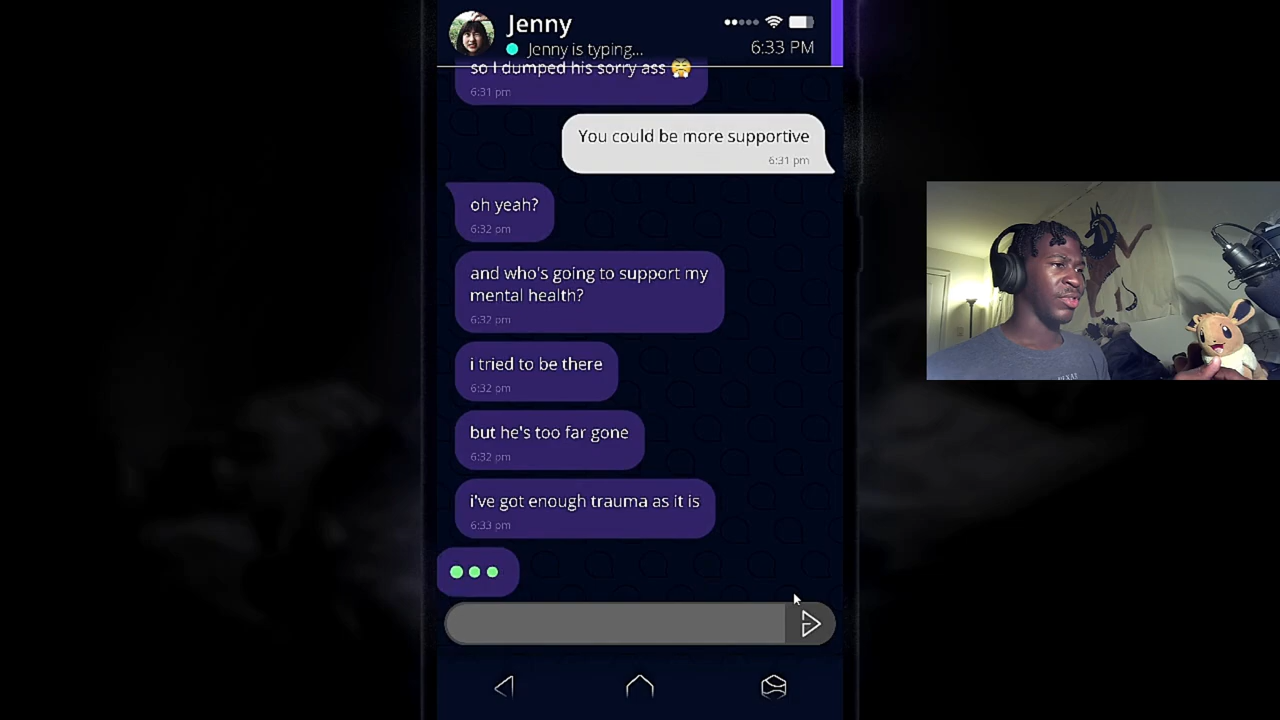 Jenny
Jenny is typing...
6:33 PM
so I dumped his sorry ass
6:31 pm
You could be more supportive
6:31 pm
oh yeah?
6:32 pm
and who's going to support my
mental health?
6:32 pm
i tried to be there
6:32 pm
but he's too far gone
6:32 pm
i've got enough trauma as it is
6:33 pm